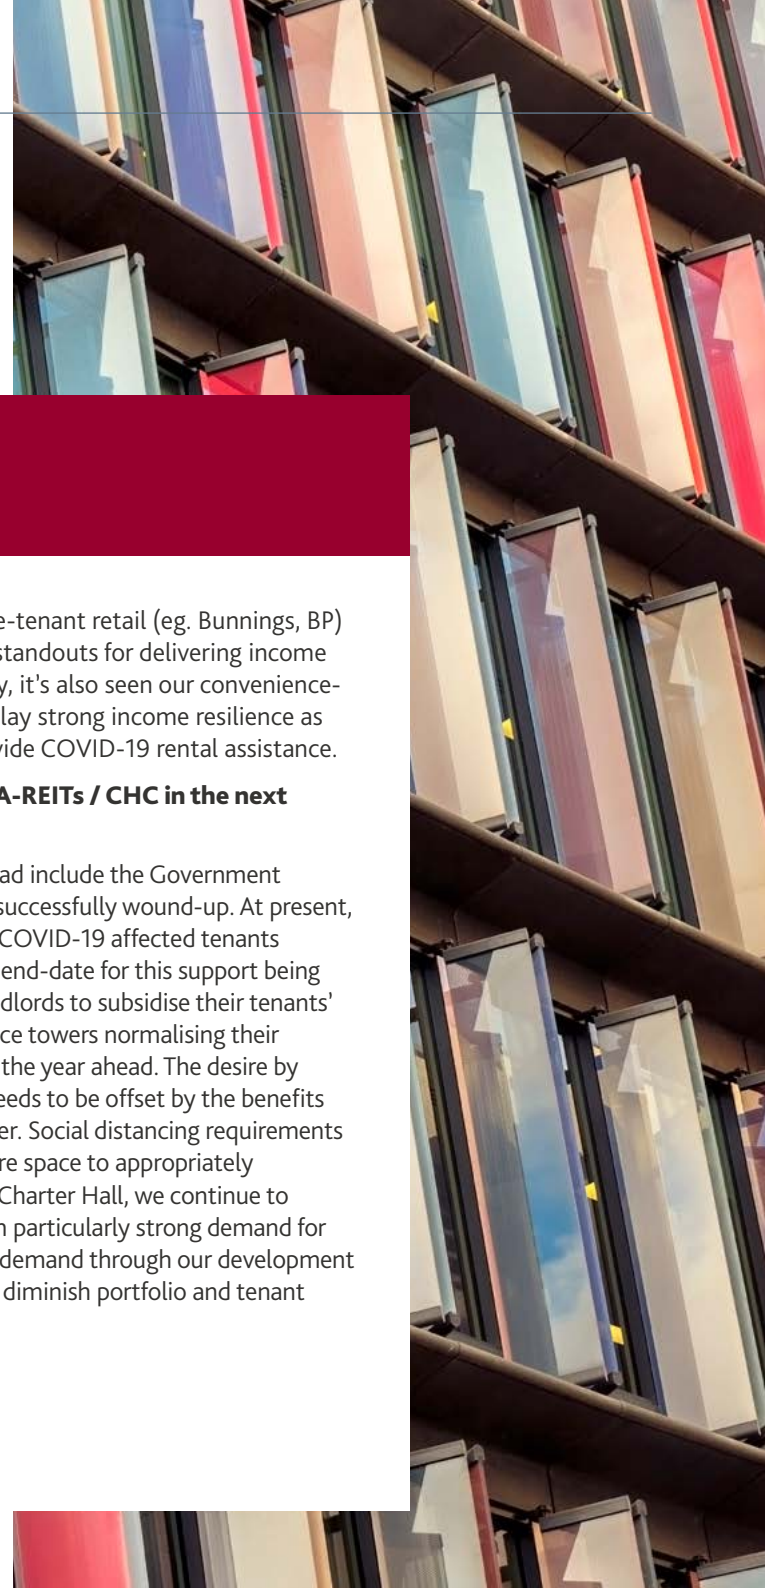 e-tenant retail (eg. Bunnings, BP)
standouts for delivering income
y, it's also seen our convenience-
lay strong income resilience as
vide COVID-19 rental assistance.
A-REITs / CHC in the next
ad include the Government
successfully wound-up. At present,
COVID-19 affected tenants
end-date for this support being
dlords to subsidise their tenants'
ce towers normalising their
the year ahead. The desire by
eeds to be offset by the benefits
er. Social distancing requirements
re space to appropriately
Charter Hall, we continue to
n particularly strong demand for
demand through our development
diminish portfolio and tenant